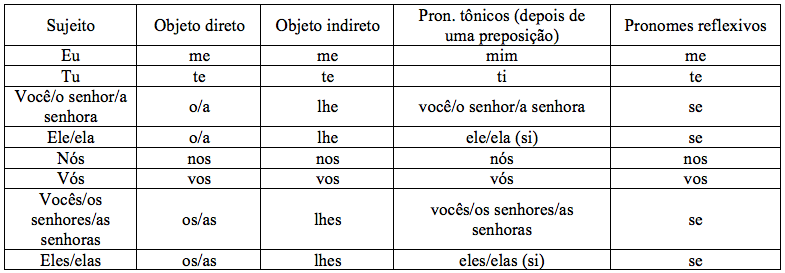 Sujeito Objeto direto Objeto indireto Pron. tônicos (depois de uma preposição) Pronomes reflexivos
Eu me me mim me
Tu te te ti te
Você/o senhor/a senhora o/a lhe você/o senhor/a senhora se
Ele/ela o/a lhe ele/ela (si) se
Nós nos nos nós nos
Vós vos vos vós vos
Vocês/os senhores/as senhoras os/as lhes vocês/os senhores/as senhoras se
Eles/elas os/as lhes eles/elas (si) se